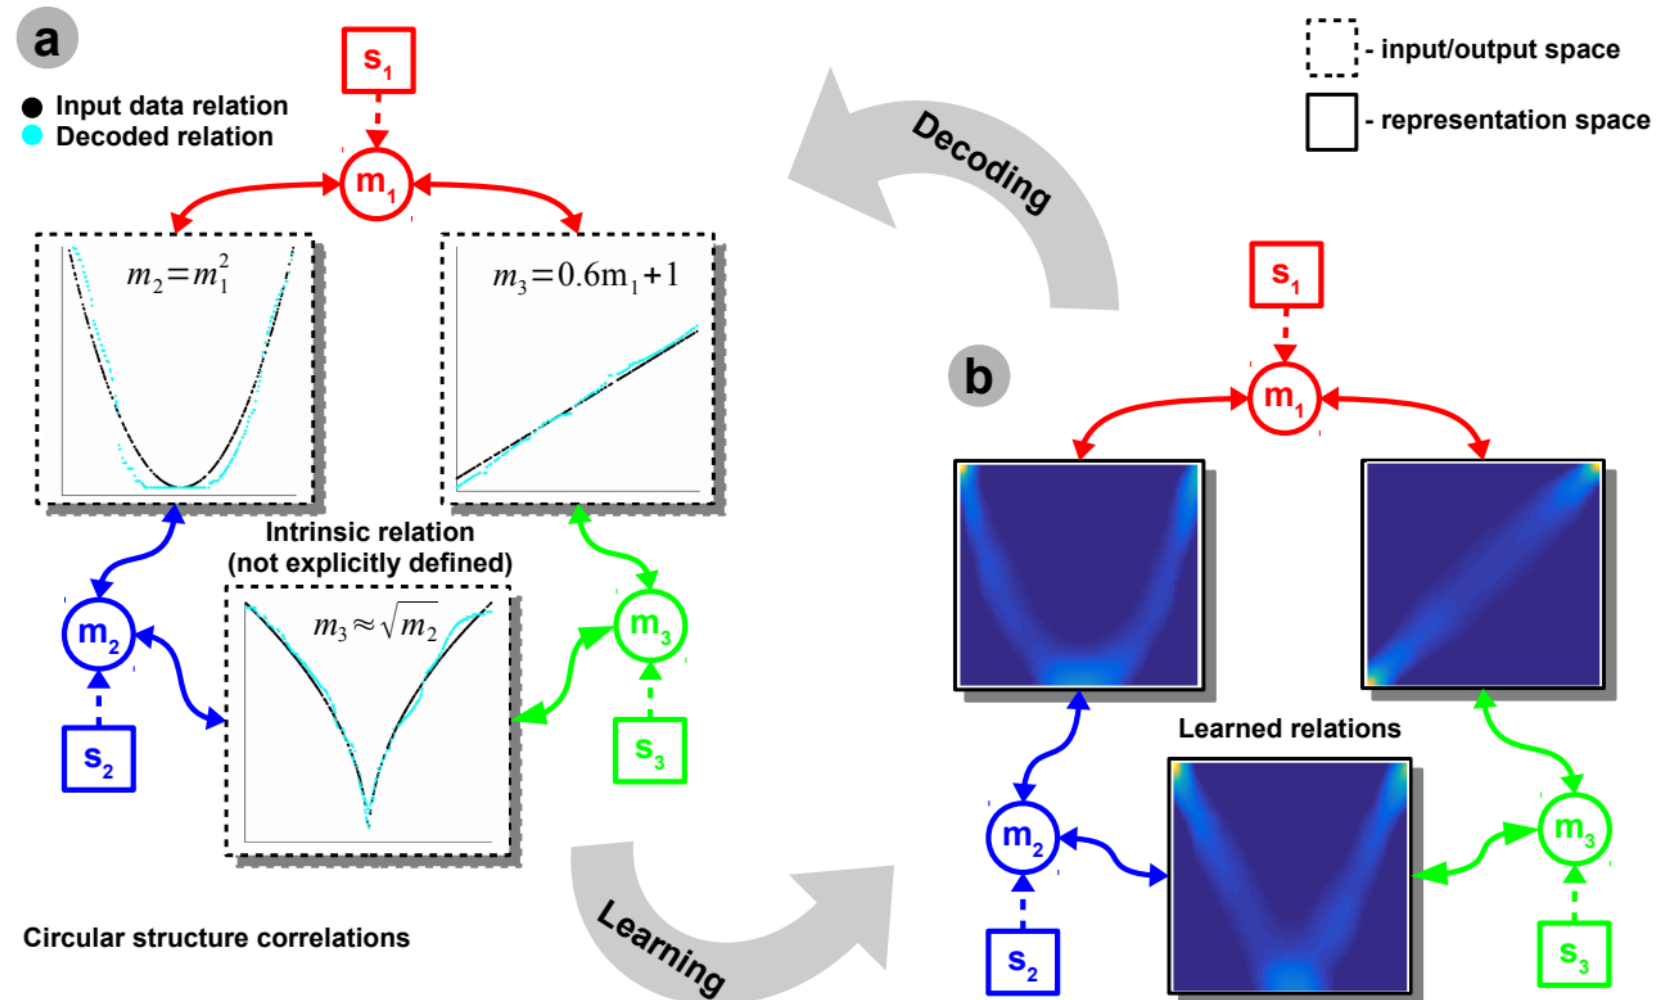 a
s1
Input data relation
Decoded relation
m1
m2=m1²
m3=0.6m1+1
Intrinsic relation
(not explicitly defined)
m2
m3≈√m2
m3
s2
s3
Circular structure correlations
Decoding
Learning
- input/output space
- representation space
b
s1
m1
Learned relations
m2
m3
s2
s3